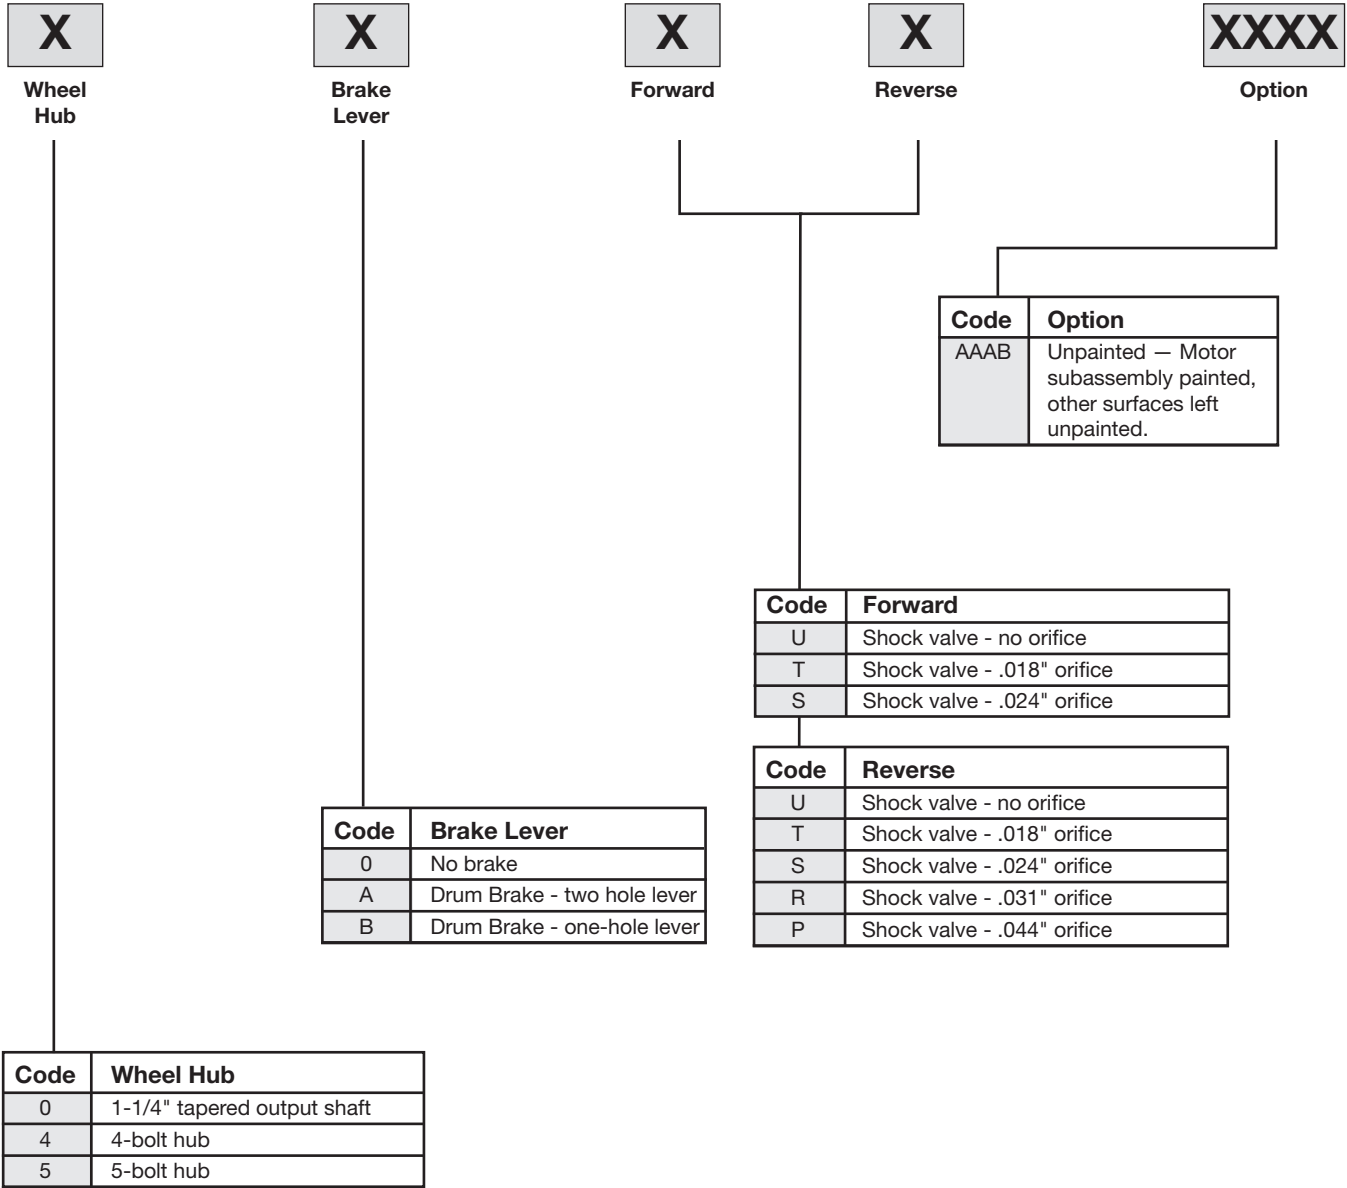 X X X X XXXX
Wheel Hub
Brake Lever
Forward
Reverse
Option
Code Option
AAAB Unpainted — Motor
subassembly painted,
other surfaces left
unpainted.
Code Forward
U Shock valve - no orifice
T Shock valve - .018" orifice
S Shock valve - .024" orifice
Code Reverse
U Shock valve - no orifice
T Shock valve - .018" orifice
S Shock valve - .024" orifice
R Shock valve - .031" orifice
P Shock valve - .044" orifice
Code Brake Lever
0 No brake
A Drum Brake - two hole lever
B Drum Brake - one-hole lever
Code Wheel Hub
0 1-1/4" tapered output shaft
4 4-bolt hub
5 5-bolt hub